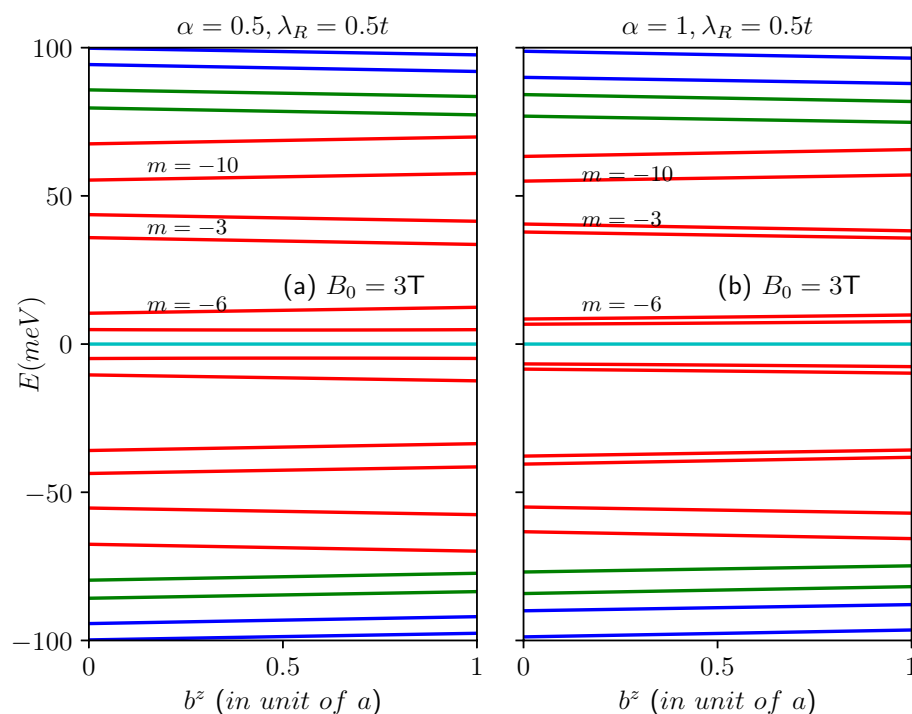 α = 0.5, λ_R = 0.5t
α = 1, λ_R = 0.5t
100
50
0
−50
−100
E(meV)
m = −10
m = −3
(a) B_0 = 3T
m = −6
m = −10
m = −3
(b) B_0 = 3T
m = −6
0
0.5
1
0
0.5
1
b^z (in unit of a)
b^z (in unit of a)